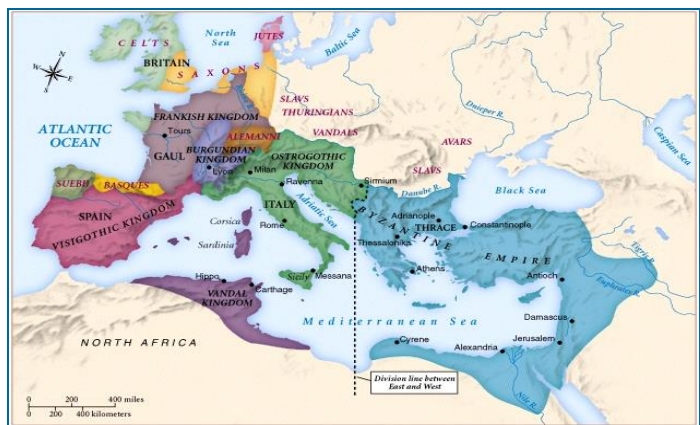 North
Sea
CELTS
BRITAIN
SAXONS
JUTES
Baltic Sea
N
E
S
W
ATLANTIC
OCEAN
FRANKISH KINGDOM
Tours
GAUL
BURGUNDIAN
KINGDOM
Lyon
ALEMANNI
SLAVS
THURINGIANS
VANDALS
Dnieper R.
AVARS
SLAVS
Caspian Sea
OSTROGOTHIC
KINGDOM
Milan
Ravenna
Sirmium
Danube R.
Black Sea
SUEBI
BASQUES
SPAIN
VISIGOTHIC KINGDOM
Corsica
Sardinia
ITALY
Rome
Adriatic Sea
Adrianople
THRACE
Constantinople
Thessalonika
BYZANTINE
EMPIRE
Athens
Tigris R.
Euphrates R.
Antioch
Sicily
Messana
Hippo
Carthage
VANDAL
KINGDOM
Mediterranean Sea
Damascus
Jerusalem
Cyrene
Alexandria
Nile R.
NORTH AFRICA
Division line between
East and West
0 200 400 miles
0 200 400 kilometers